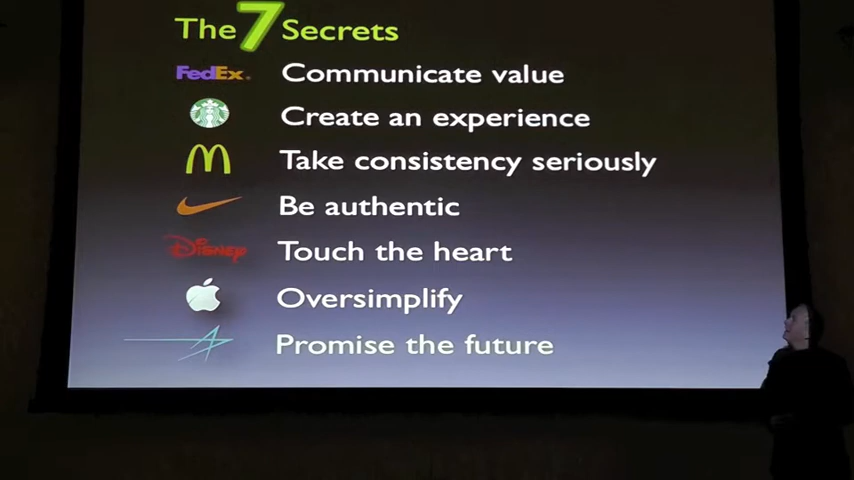 The 7 Secrets
FedEx. Communicate value
Create an experience
Take consistency seriously
Be authentic
DISNEY Touch the heart
Oversimplify
Promise the future